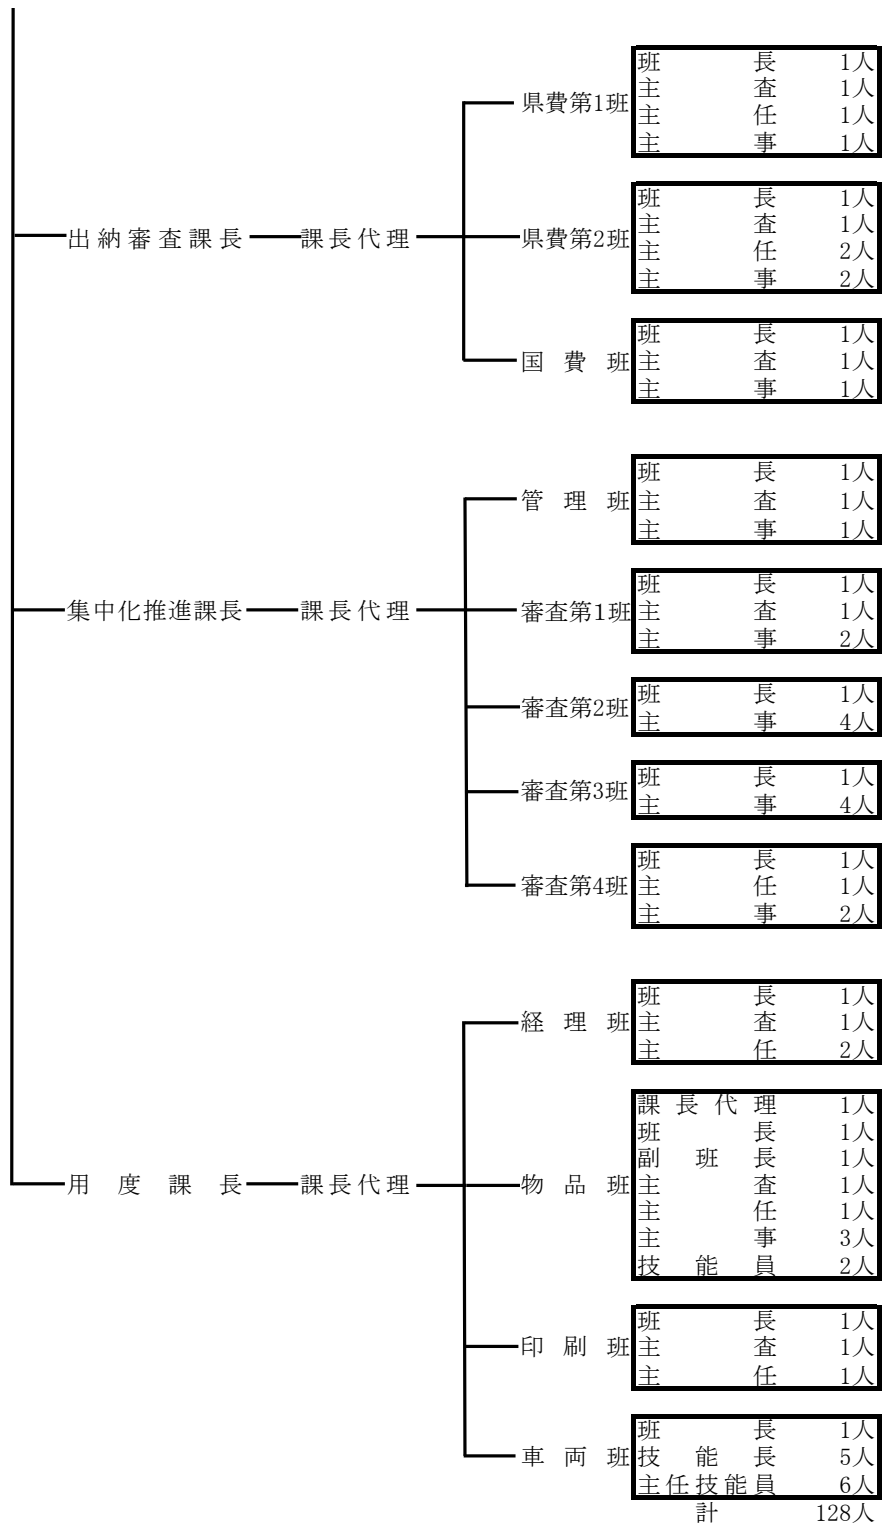 班長 1人
主査 1人
県費第1班
主任 1人
主事 1人
班長 1人
主査 1人
出納審査課長 課長代理 県費第2班
主任 2人
主事 2人
班長 1人
国費班 主査 1人
主事 1人
班長 1人
管理班 主査 1人
主事 1人
班長 1人
集中化推進課長 課長代理 審査第1班 主査 1人
主事 2人
班長 1人
審査第2班
主事 4人
班長 1人
審査第3班
主事 4人
班長 1人
審査第4班 主任 1人
主事 2人
班長 1人
経理班 主査 1人
主任 2人
課長代理 1人
班長 1人
副班長 1人
用度課長 課長代理 物品班 主査 1人
主任 1人
主事 3人
技能員 2人
班長 1人
印刷班 主査 1人
主任 1人
班長 1人
車両班 技能長 5人
主任技能員 6人
計 128人